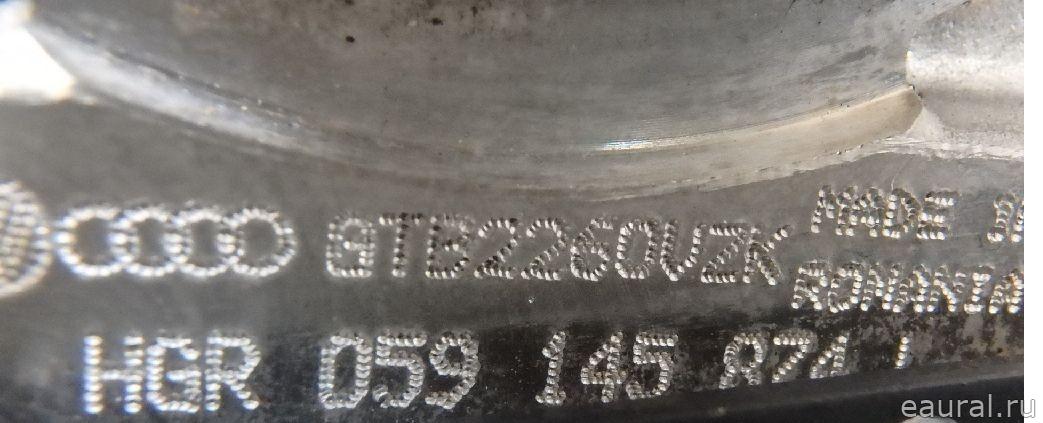 GTB2260VZK
MADE
ROMANIA
HGR 059 145 874
eaural.ru